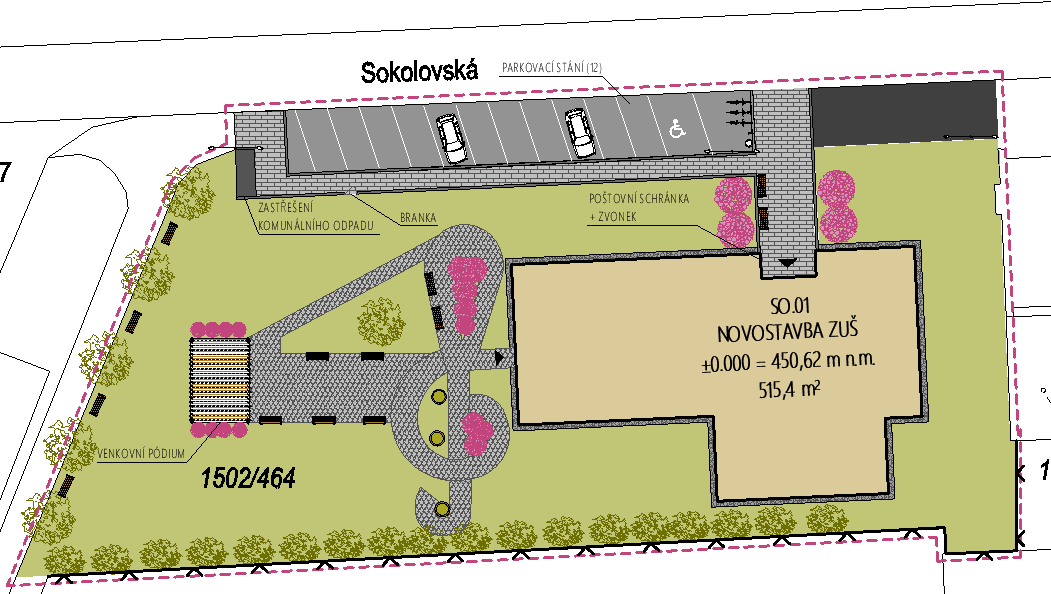 Sokolovská
PARKOVACÍ STÁNÍ (12)
7
ZASTŘEŠENÍ
KOMUNÁLNÍHO ODPADU
BRANKA
POŠTOVNÍ SCHRÁNKA
+ ZVONEK
SO.01
NOVOSTAVBA ZUŠ
±0.000 = 450,62 m n.m.
515,4 m²
VENKOVNÍ PÓDIUM
1502/464
1